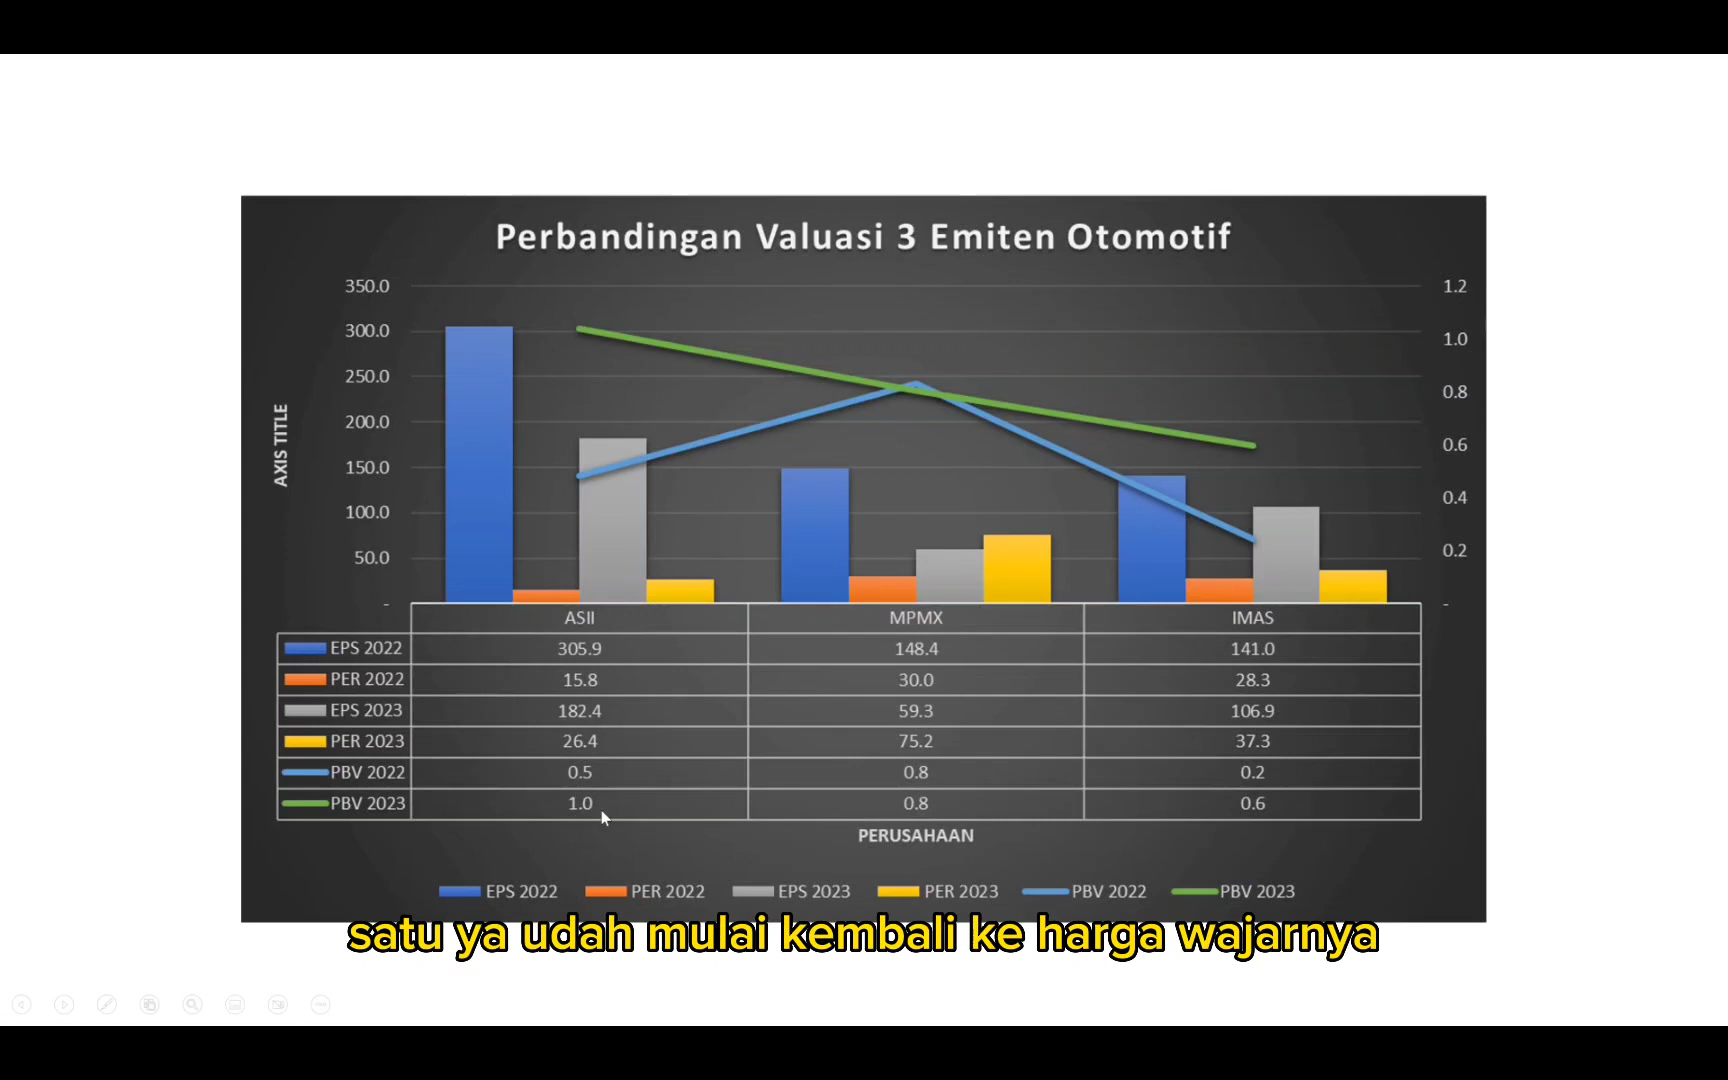 Perbandingan Valuasi 3 Emiten Otomotif
350.0
300.0
250.0
200.0
150.0
100.0
50.0
-
AXIS TITLE
1.2
1.0
0.8
0.6
0.4
0.2
-
ASII MPMX IMAS
EPS 2022 305.9 148.4 141.0
PER 2022 15.8 30.0 28.3
EPS 2023 182.4 59.3 106.9
PER 2023 26.4 75.2 37.3
PBV 2022 0.5 0.8 0.2
PBV 2023 1.0 0.8 0.6
PERUSAHAAN
EPS 2022 PER 2022 EPS 2023 PER 2023 PBV 2022 PBV 2023
satu ya udah mulai kembali ke harga wajarnya